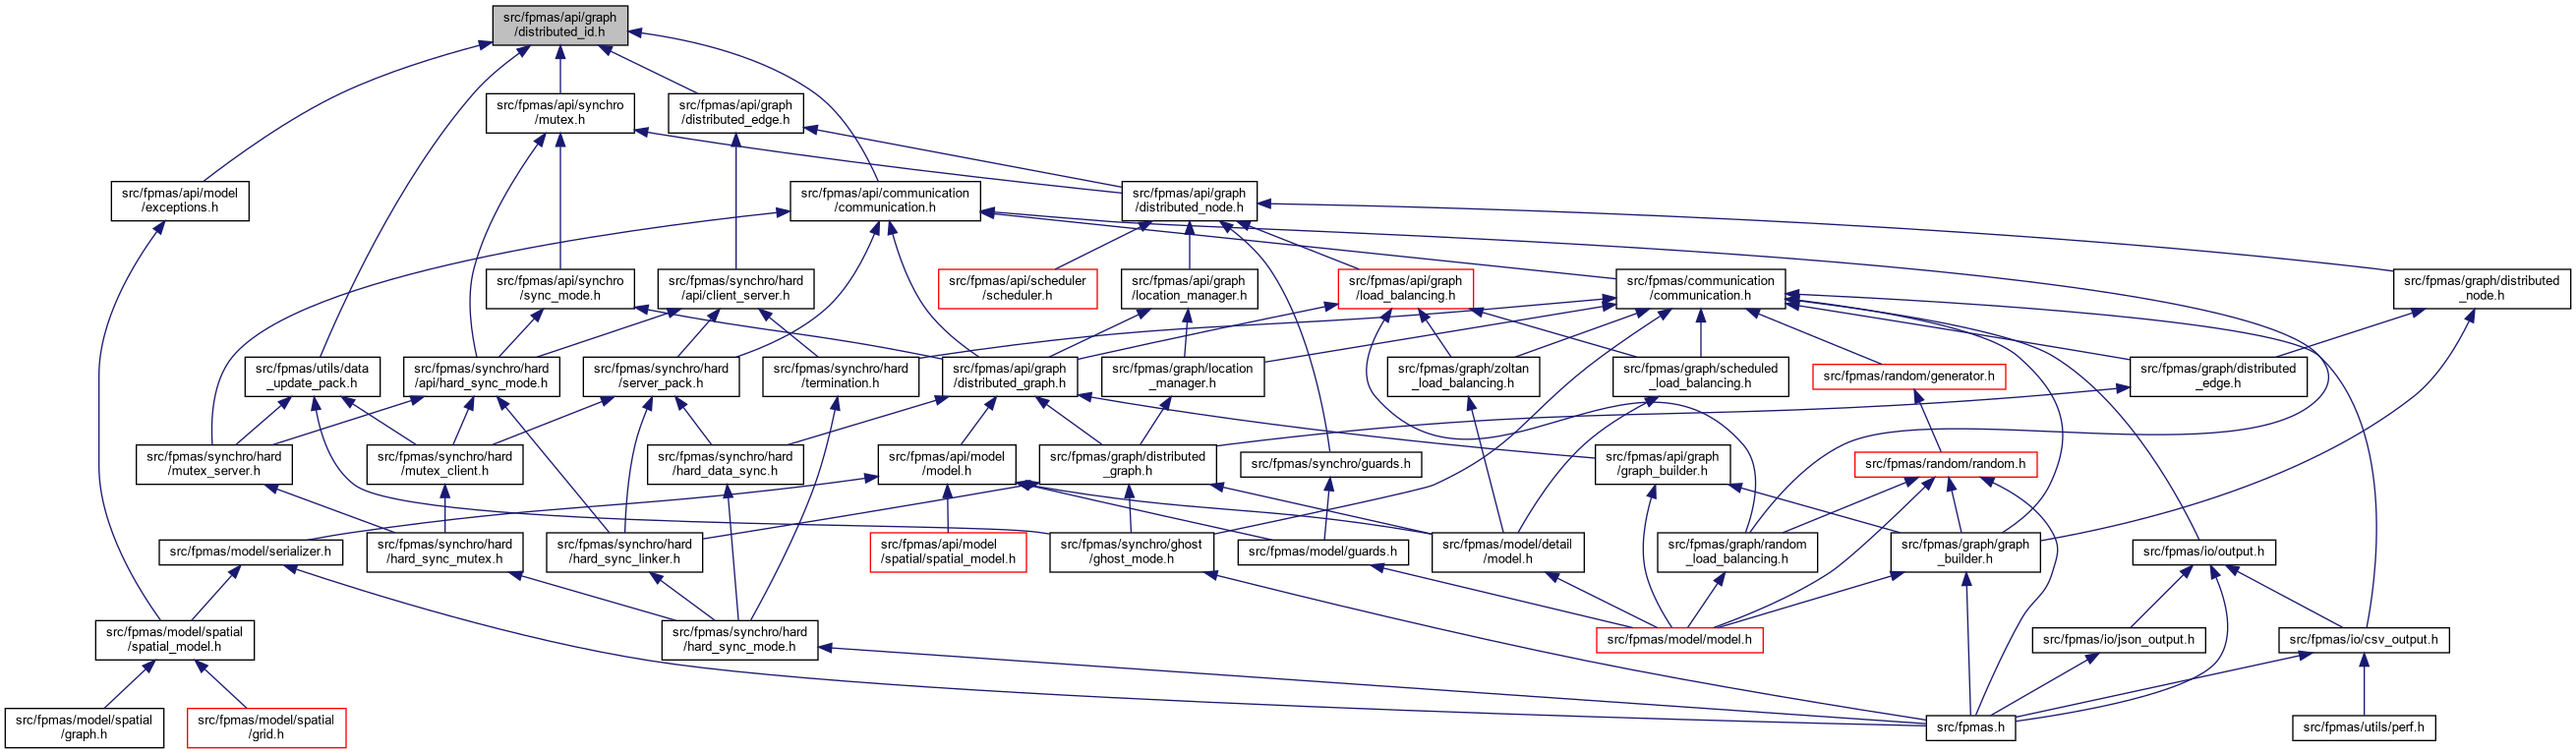 src/fpmas/api/graph
/distributed_id.h
src/fpmas/api/synchro
/mutex.h
src/fpmas/api/graph
/distributed_edge.h
src/fpmas/api/model
/exceptions.h
src/fpmas/api/communication
/communication.h
src/fpmas/api/graph
/distributed_node.h
src/fpmas/api/synchro
/sync_mode.h
src/fpmas/synchro/hard
/api/client_server.h
src/fpmas/api/scheduler
/scheduler.h
src/fpmas/api/graph
/location_manager.h
src/fpmas/api/graph
/load_balancing.h
src/fpmas/communication
/communication.h
src/fpmas/graph/distributed
_node.h
src/fpmas/utils/data
_update_pack.h
src/fpmas/synchro/hard
/api/hard_sync_mode.h
src/fpmas/synchro/hard
/server_pack.h
src/fpmas/synchro/hard
/termination.h
src/fpmas/api/graph
/distributed_graph.h
src/fpmas/graph/location
_manager.h
src/fpmas/graph/zoltan
_load_balancing.h
src/fpmas/graph/scheduled
_load_balancing.h
src/fpmas/random/generator.h
src/fpmas/graph/distributed
_edge.h
src/fpmas/synchro/hard
/mutex_server.h
src/fpmas/synchro/hard
/mutex_client.h
src/fpmas/synchro/hard
/hard_data_sync.h
src/fpmas/api/model
/model.h
src/fpmas/graph/distributed
_graph.h
src/fpmas/synchro/guards.h
src/fpmas/api/graph
/graph_builder.h
src/fpmas/random/random.h
src/fpmas/model/serializer.h
src/fpmas/synchro/hard
/hard_sync_mutex.h
src/fpmas/synchro/hard
/hard_sync_linker.h
src/fpmas/api/model
/spatial/spatial_model.h
src/fpmas/synchro/ghost
/ghost_mode.h
src/fpmas/model/guards.h
src/fpmas/model/detail
/model.h
src/fpmas/graph/random
_load_balancing.h
src/fpmas/graph/graph
_builder.h
src/fpmas/io/output.h
src/fpmas/model/spatial
/spatial_model.h
src/fpmas/synchro/hard
/hard_sync_mode.h
src/fpmas/model/model.h
src/fpmas/io/json_output.h
src/fpmas/io/csv_output.h
src/fpmas/model/spatial
/graph.h
src/fpmas/model/spatial
/grid.h
src/fpmas.h
src/fpmas/utils/perf.h